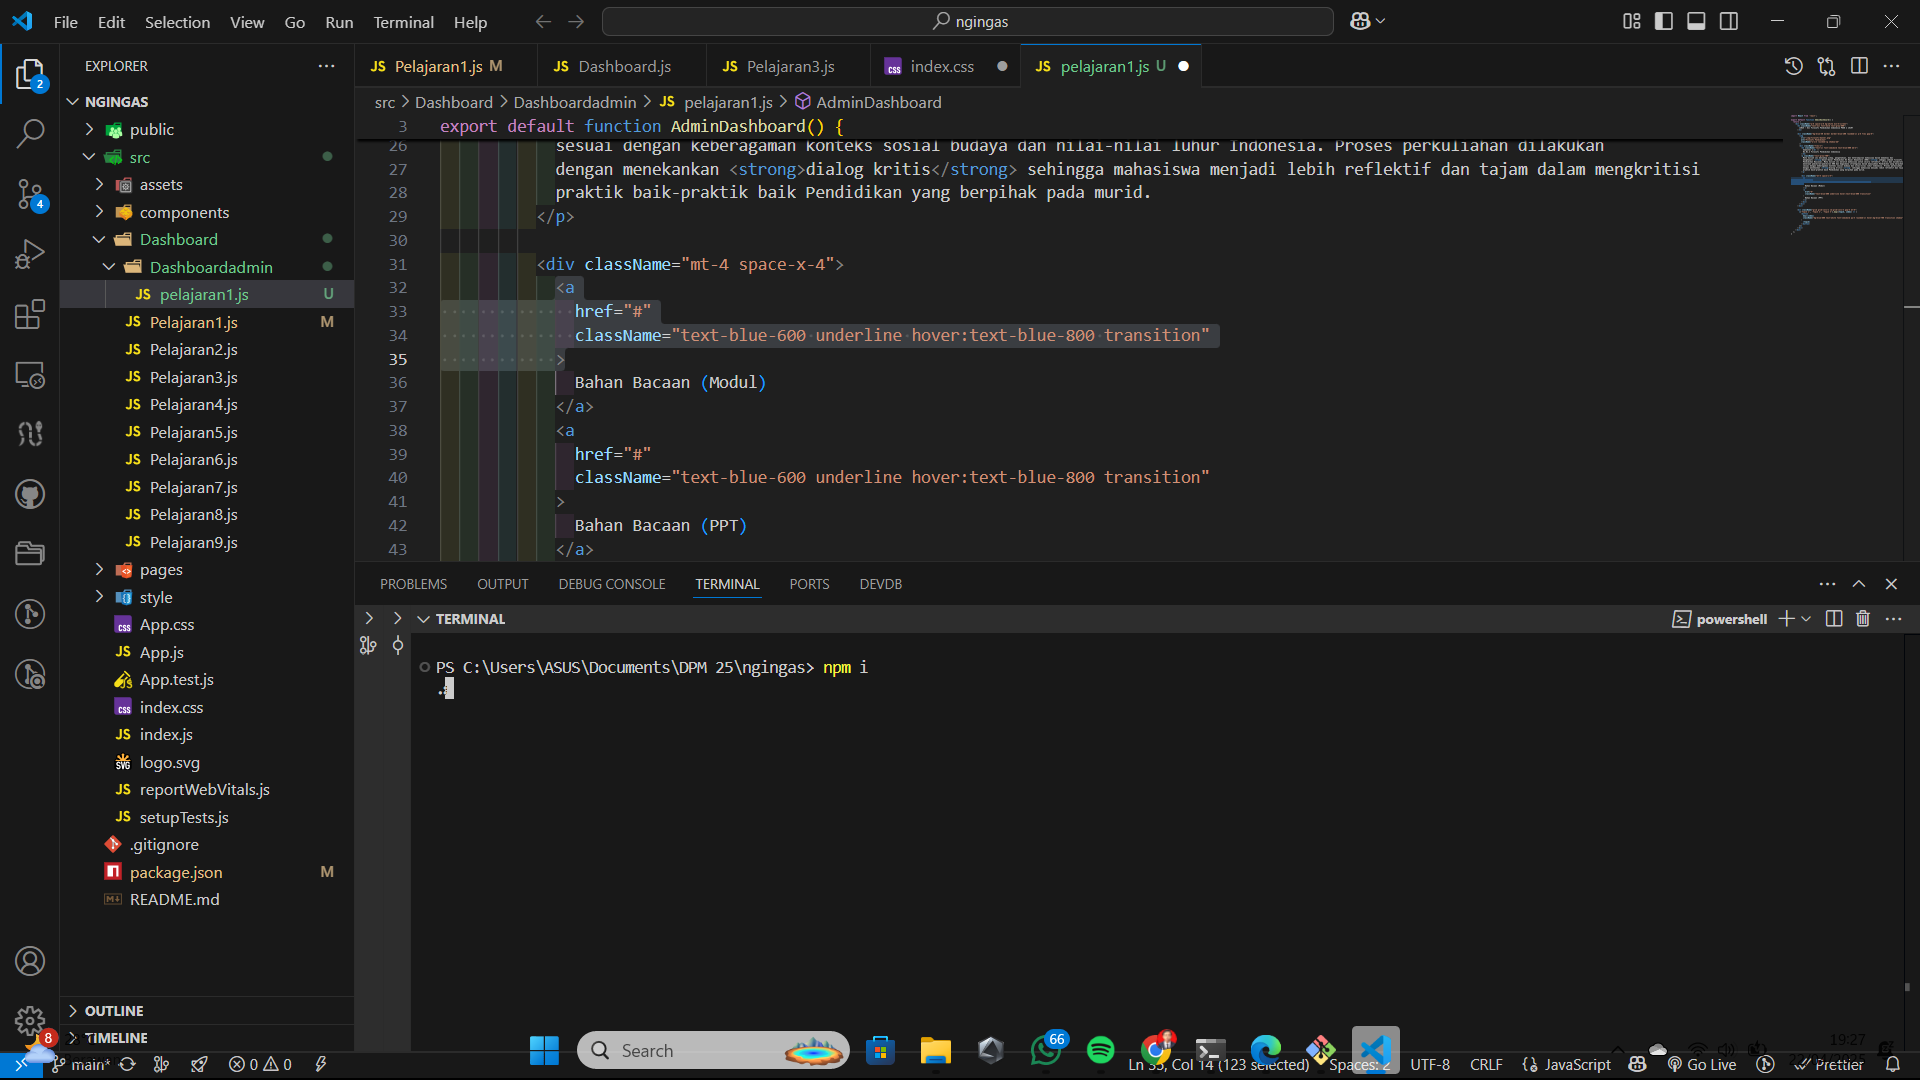 File Edit Selection View Go Run Terminal Help
ngingas
EXPLORER
NGINGAS
public
src
assets
components
Dashboard
Dashboardadmin
JS pelajaran1.js U
JS Pelajaran1.js M
JS Pelajaran2.js
JS Pelajaran3.js
JS Pelajaran4.js
JS Pelajaran5.js
JS Pelajaran6.js
JS Pelajaran7.js
JS Pelajaran8.js
JS Pelajaran9.js
pages
style
css App.css
JS App.js
App.test.js
css index.css
JS index.js
SVG logo.svg
JS reportWebVitals.js
JS setupTests.js
.gitignore
package.json M
README.md
OUTLINE
TIMELINE
2
4
8
JS Pelajaran1.js M
JS Dashboard.js
JS Pelajaran3.js
css index.css
JS pelajaran1.js U
src > Dashboard > Dashboardadmin > JS pelajaran1.js > AdminDashboard
3 export default function AdminDashboard() {
26 sesuai dengan keberagaman konteks sosial budaya dan nilai-nilai luhur Indonesia. Proses perkuliahan dilakukan
27 dengan menekankan <strong>dialog kritis</strong> sehingga mahasiswa menjadi lebih reflektif dan tajam dalam mengkritisi
28 praktik baik-praktik baik Pendidikan yang berpihak pada murid.
29 </p>
30
31 <div className="mt-4 space-x-4">
32 <a
33 href="#"
34 className="text-blue-600 underline hover:text-blue-800 transition"
35 >
36 Bahan Bacaan (Modul)
37 </a>
38 <a
39 href="#"
40 className="text-blue-600 underline hover:text-blue-800 transition"
41 >
42 Bahan Bacaan (PPT)
43 </a>
PROBLEMS OUTPUT DEBUG CONSOLE TERMINAL PORTS DEVDB
TERMINAL
powershell
PS C:\Users\ASUS\Documents\DPM 25\ngingas> npm i
Search
66
19:27
main*
0 0
Ln 35, Col 14 (123 selected) Spaces: 2 UTF-8 CRLF {} JavaScript Go Live Prettier